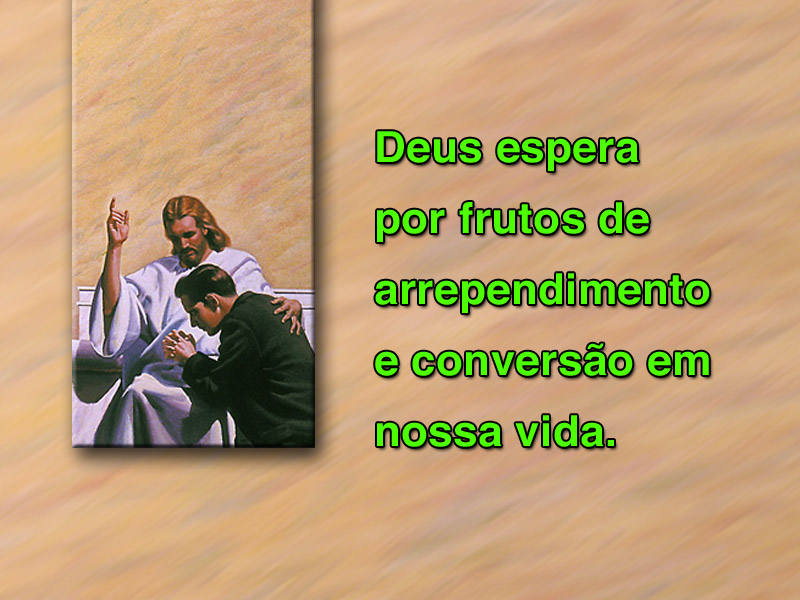 Deus espera
por frutos de
arrependimento
e conversão em
nossa vida.